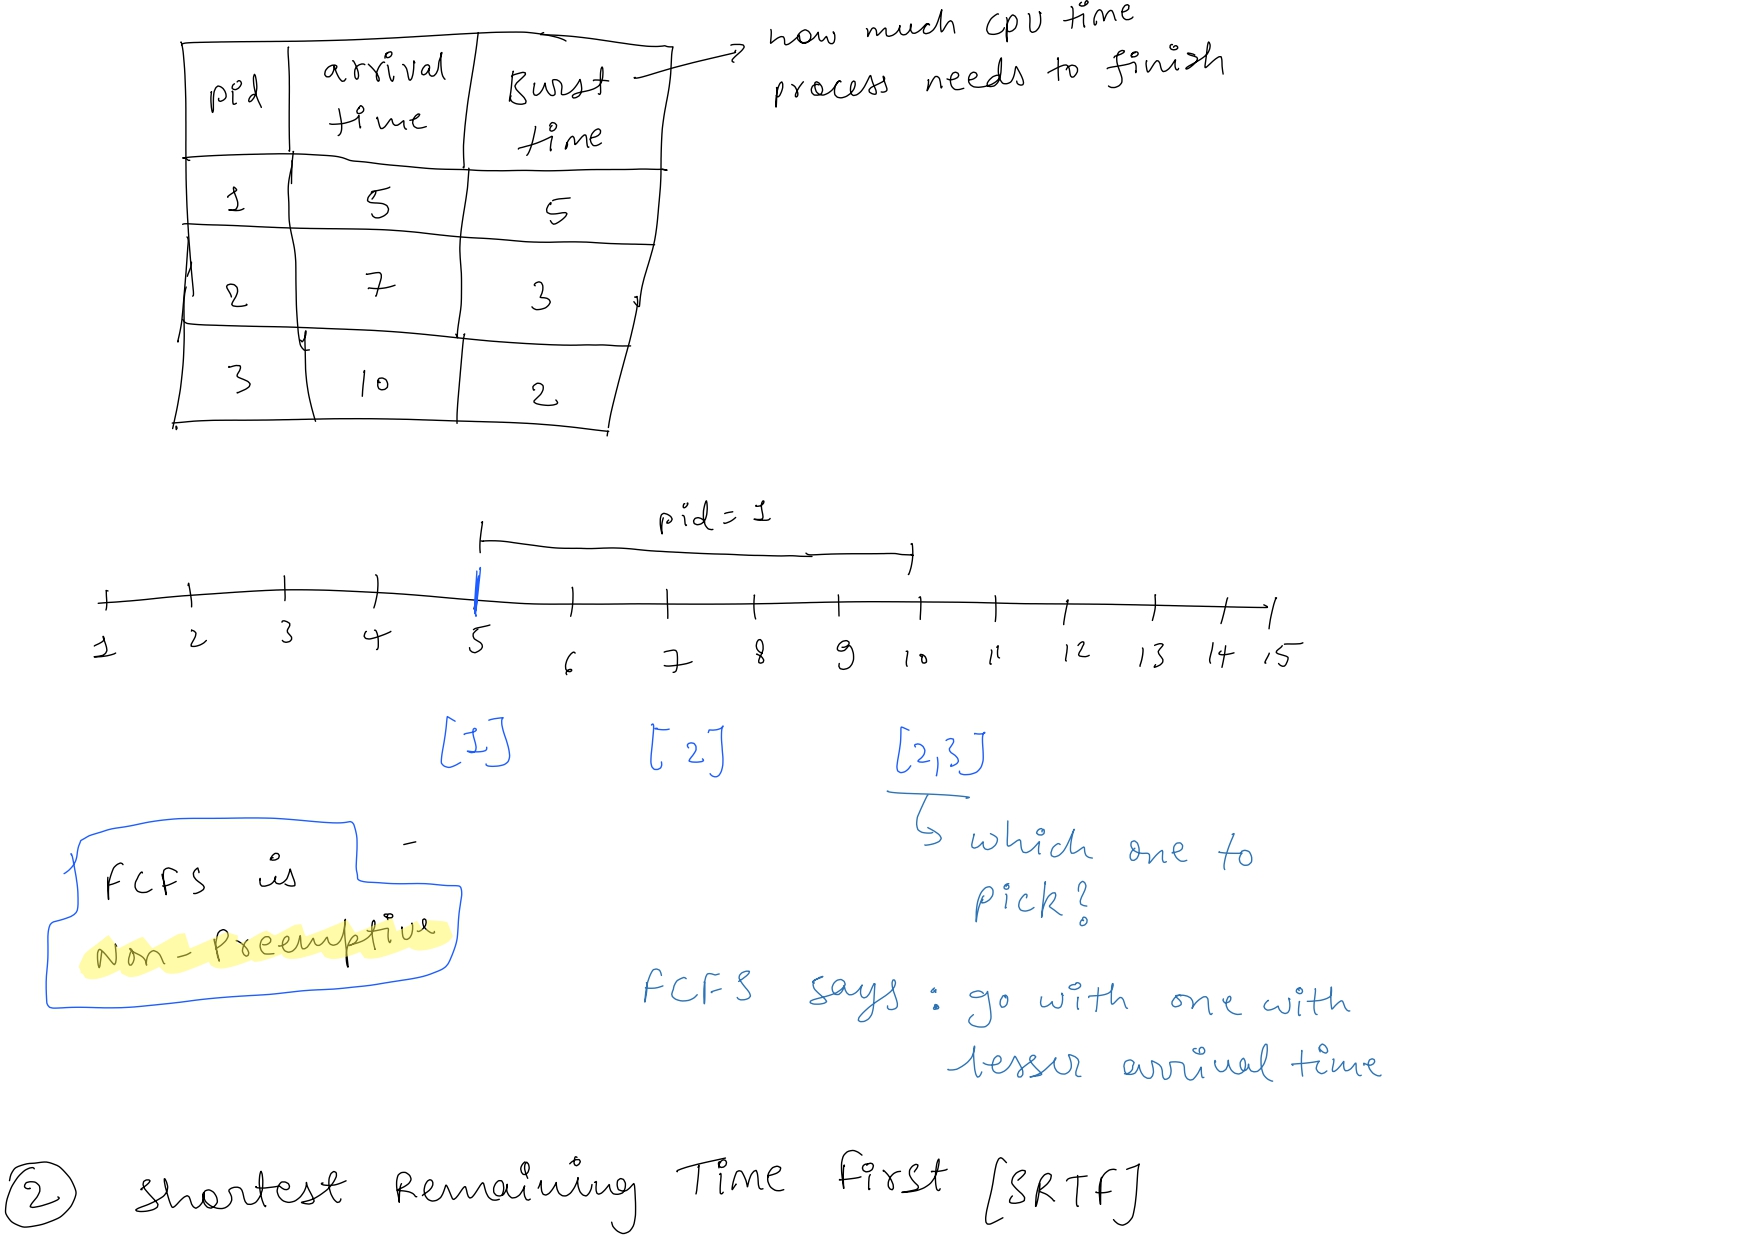 how much cpu time
process needs to finish
pid arrival time Burst time
1 5 5
2 7 3
3 10 2
pid = 1
1 2 3 4 5 6 7 8 9 10 11 12 13 14 15
[1] [2] [2,3]
which one to
pick?
FCFS is
Non-Preemptive
FCFS says : go with one with
lesser arrival time
2 Shortest Remaining Time First [SRTF]